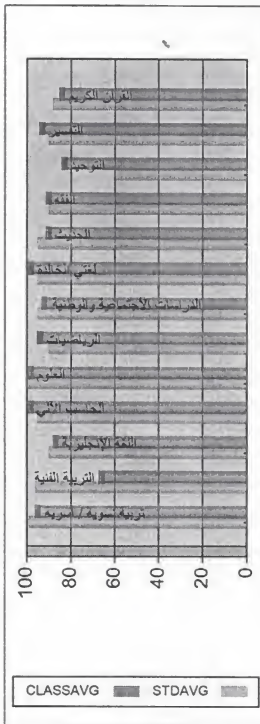 القرآن الكريم
التفسير
التوحيد
الفقه
الحديث
لغتي الخالدة
الدراسات الاجتماعية والوطنية
الرياضيات
العلوم
الحاسب الآلي
اللغة الإنجليزية
التربية الفنية
تربية نسوية / أسرية
100
80
60
40
20
0
CLASSAVG
STDAVG